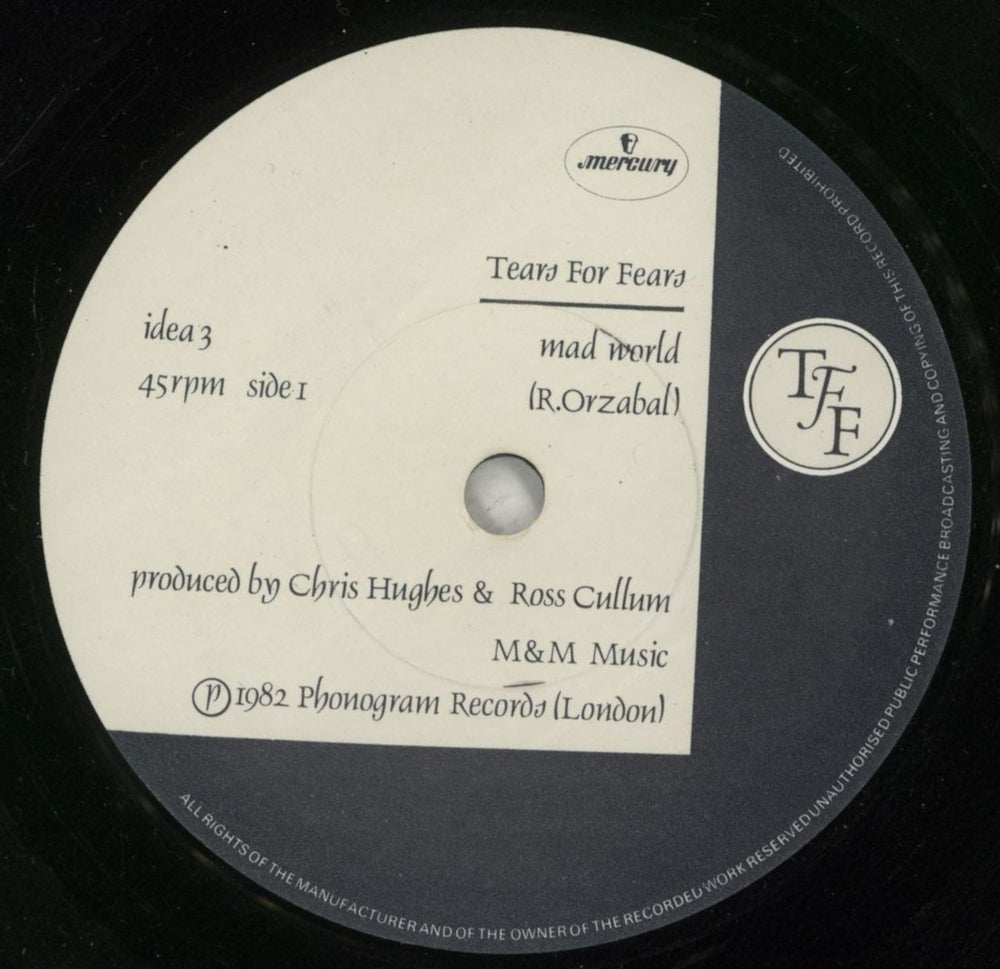 mercury
Tears For Fears
idea 3
mad world
45rpm side 1
(R.Orzabal)
TFF
produced by Chris Hughes & Ross Cullum
M&M Music
℗1982 Phonogram Records (London)
ALL RIGHTS OF THE MANUFACTURER AND OF THE OWNER OF THE RECORDED WORK RESERVED UNAUTHORISED PUBLIC PERFORMANCE BROADCASTING AND COPYING OF THIS RECORD PROHIBITED